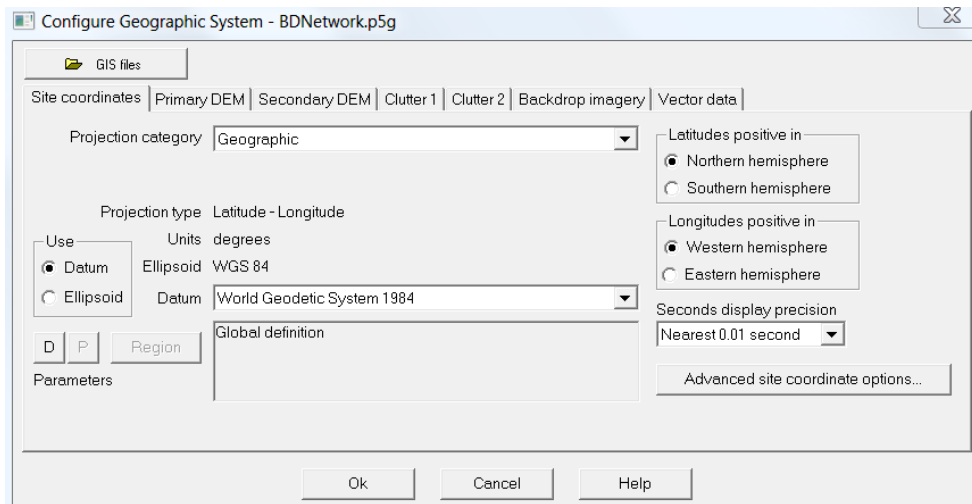 Configure Geographic System - BDNetwork.p5g
GIS files
Site coordinates Primary DEM Secondary DEM Clutter 1 Clutter 2 Backdrop imagery Vector data
Projection category Geographic
Projection type Latitude - Longitude
Use
Datum
Ellipsoid
Units degrees
Ellipsoid WGS 84
Datum World Geodetic System 1984
D P Region
Parameters
Global definition
Latitudes positive in
Northern hemisphere
Southern hemisphere
Longitudes positive in
Western hemisphere
Eastern hemisphere
Seconds display precision
Nearest 0.01 second
Advanced site coordinate options...
Ok Cancel Help